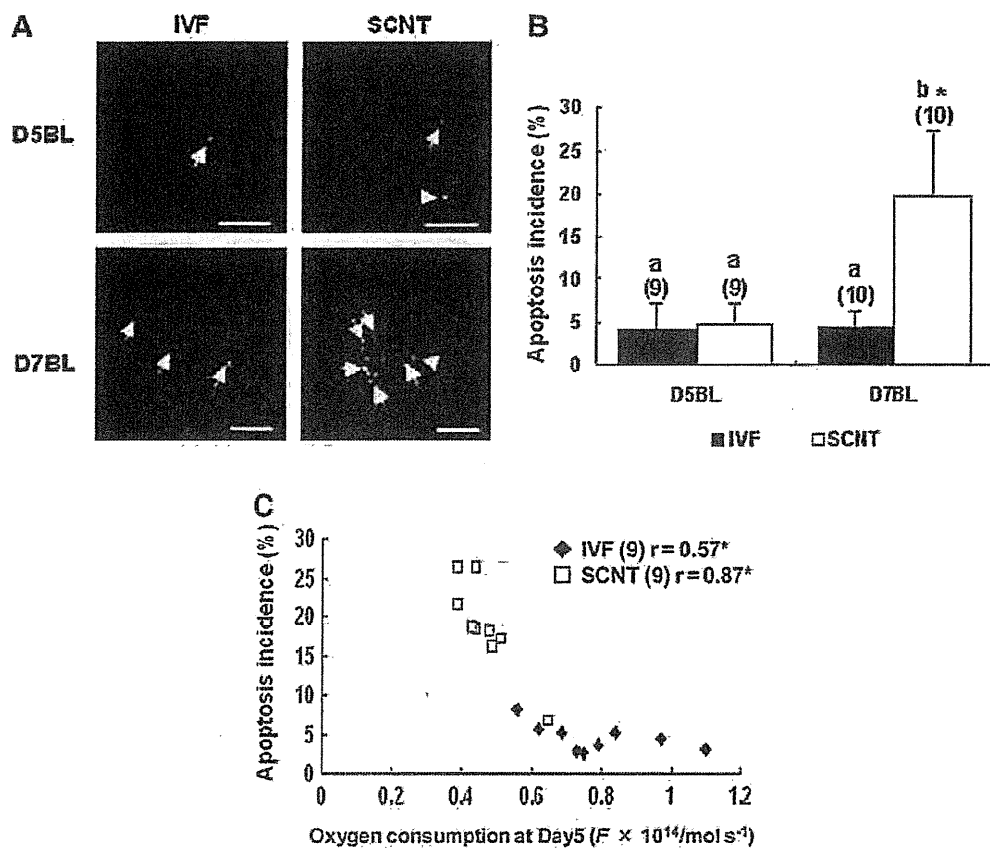 A
IVF
SCNT
D5BL
D7BL
B
Apoptosis incidence (%)
30
25
20
15
10
5
0
a
(9)
a
(9)
a
(10)
b *
(10)
D5BL
D7BL
■IVF □SCNT
C
Apoptosis incidence (%)
30
25
20
15
10
5
0
◆ IVF (9) r = 0.57*
□ SCNT (9) r = 0.87*
0 0.2 0.4 0.6 0.8 1 1.2
Oxygen consumption at Day5 (F × 10¹⁴/mol s⁻¹)